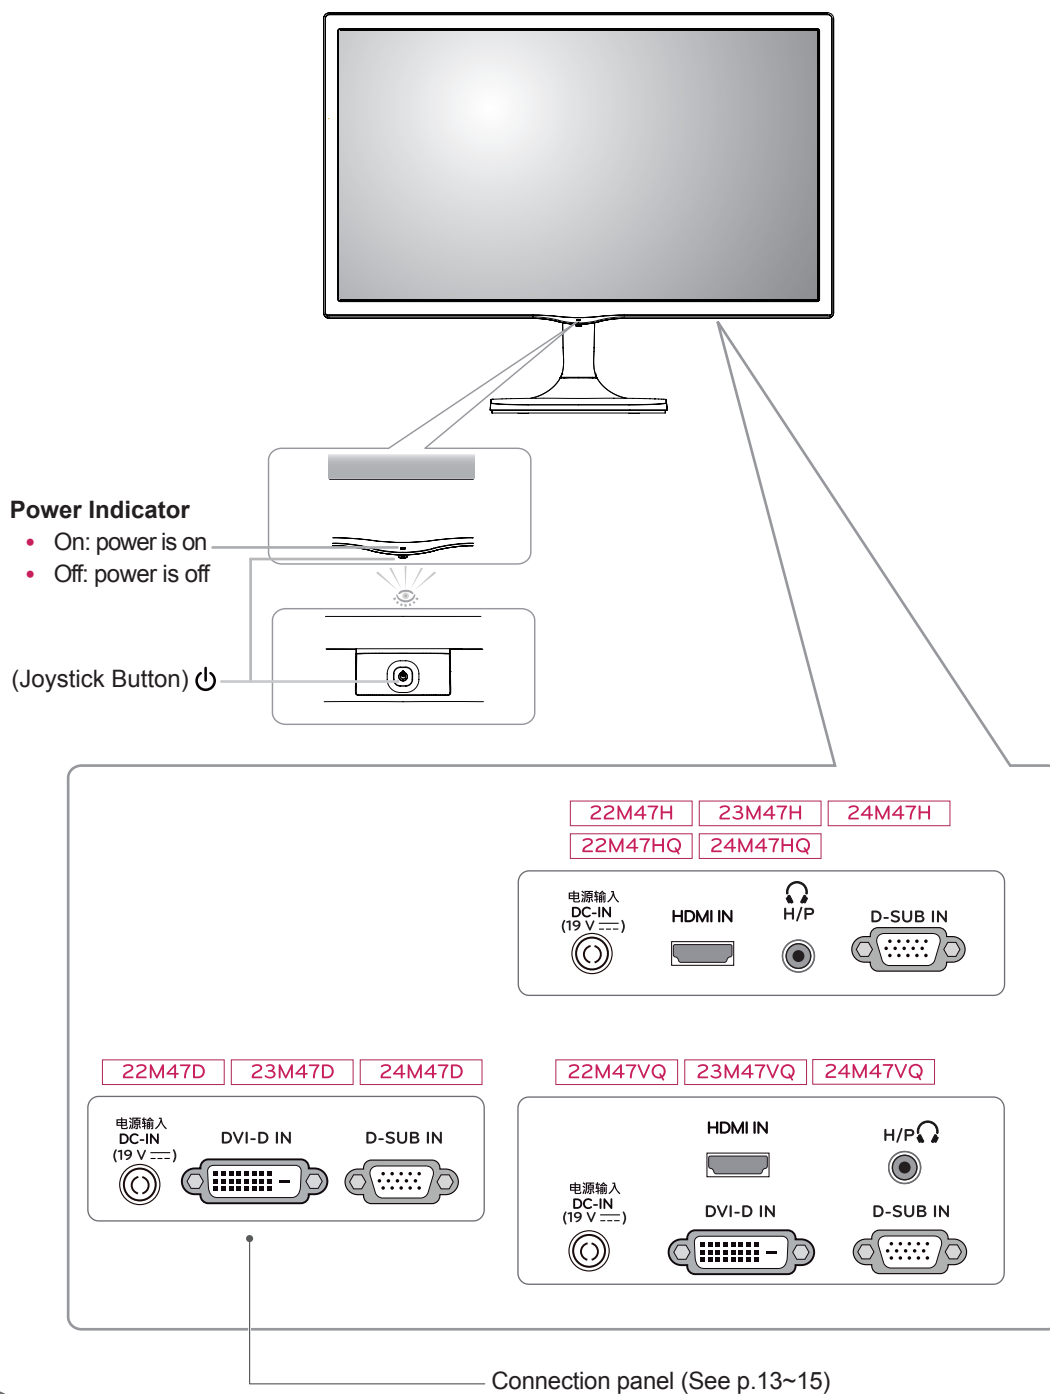 Power Indicator
• On: power is on
• Off: power is off
(Joystick Button)
22M47H 23M47H 24M47H
22M47HQ 24M47HQ
电源输入
DC-IN
(19 V ⎓)
HDMI IN
H/P
D-SUB IN
22M47D 23M47D 24M47D
电源输入
DC-IN
(19 V ⎓)
DVI-D IN
D-SUB IN
22M47VQ 23M47VQ 24M47VQ
HDMI IN
H/P
电源输入
DC-IN
(19 V ⎓)
DVI-D IN
D-SUB IN
Connection panel (See p.13~15)